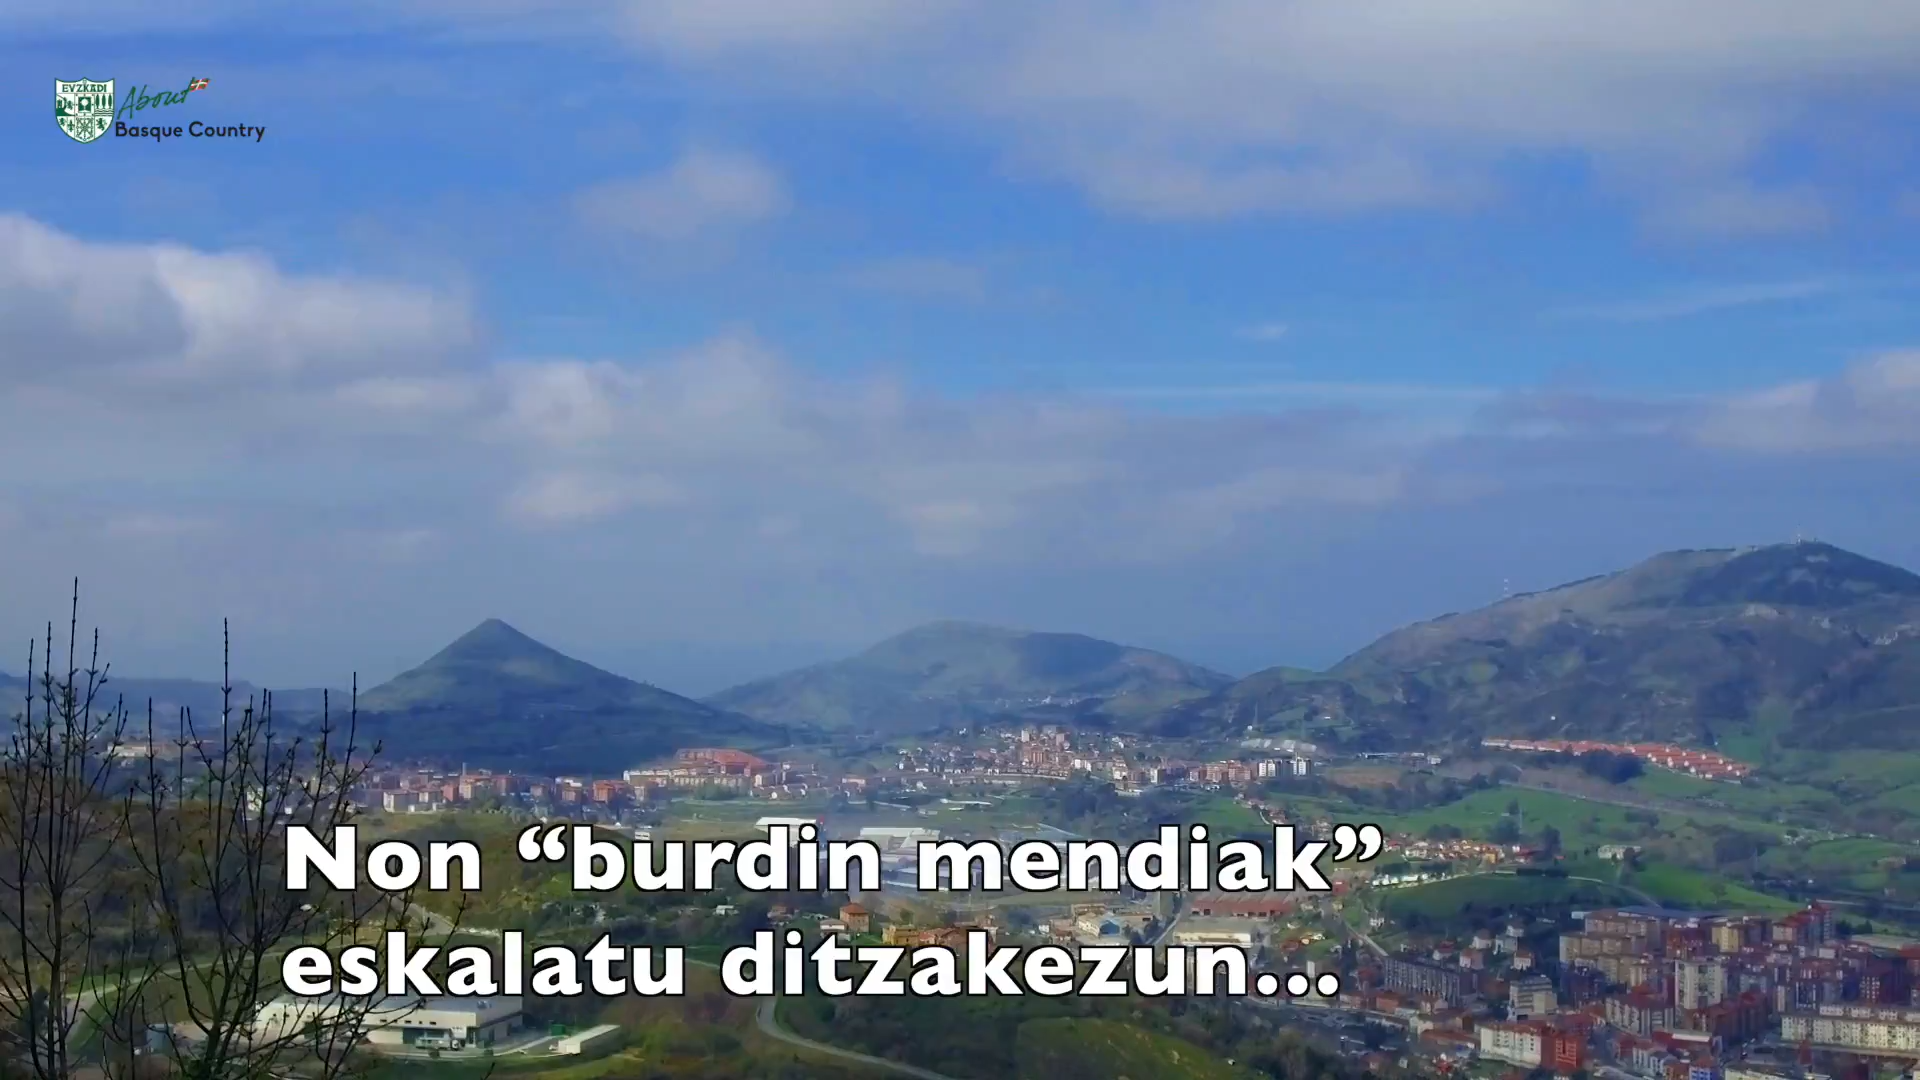 EVZKADI
About
Basque Country
Non “burdin mendiak”
eskalatu ditzakezun...